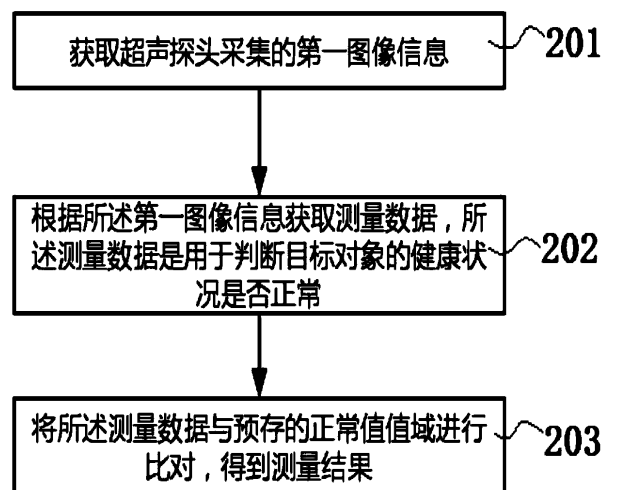 获取超声探头采集的第一图像信息
201
根据所述第一图像信息获取测量数据，所
述测量数据是用于判断目标对象的健康状
况是否正常
202
将所述测量数据与预存的正常值值域进行
比对，得到测量结果
203